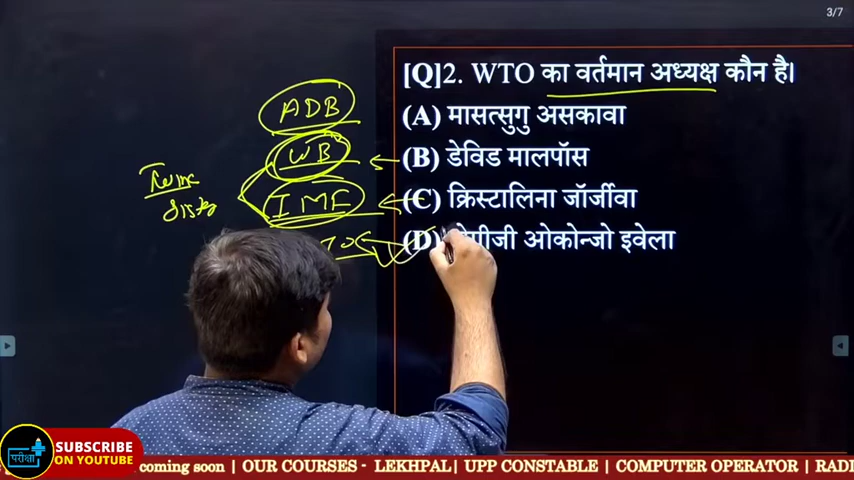 3/7
[Q]2. WTO का वर्तमान अध्यक्ष कौन है।
(A) मासत्सुगु असकावा
(B) डेविड मालपॉस
(C) क्रिस्टालिना जॉर्जीवा
(D) ओकोन्जो इवेला
ADB
WB
IMF
परीक्षा
SUBSCRIBE
ON YOUTUBE
coming soon | OUR COURSES - LEKHPAL| UPP CONSTABLE | COMPUTER OPERATOR |